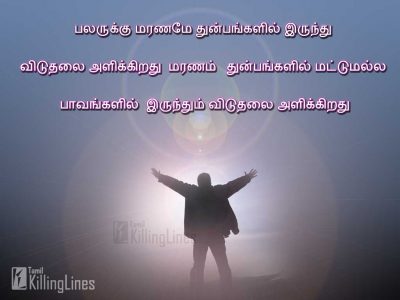 பலருக்கு மரணமே துன்பங்களில் இருந்து
விடுதலை அளிக்கிறது மரணம் துன்பங்களில் மட்டுமல்ல
பாவங்களில் இருந்தும் விடுதலை அளிக்கிறது
Tamil
KillingLines
Tamil
KillingLines